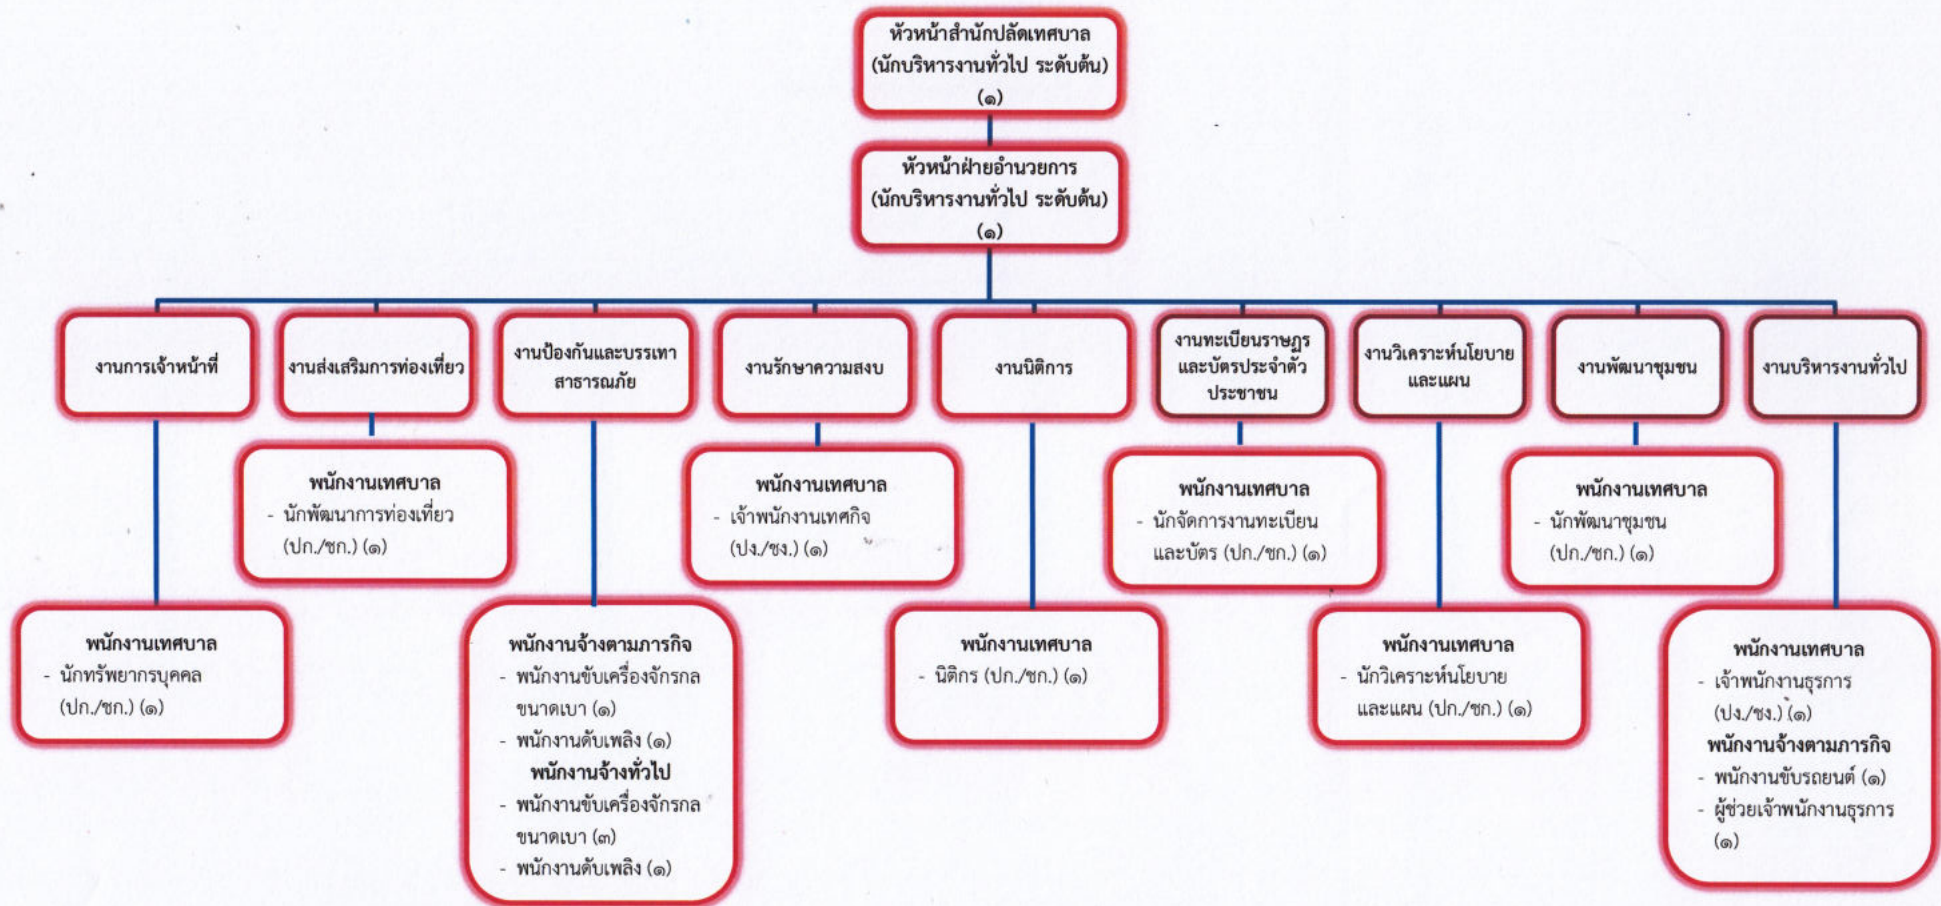 หัวหน้าสำนักปลัดเทศบาล
(นักบริหารงานทั่วไป ระดับต้น)
(๑)
หัวหน้าฝ่ายอำนวยการ
(นักบริหารงานทั่วไป ระดับต้น)
(๑)
งานการเจ้าหน้าที่
งานส่งเสริมการท่องเที่ยว
งานป้องกันและบรรเทา
สาธารณภัย
งานรักษาความสงบ
งานนิติการ
งานทะเบียนราษฎร
และบัตรประจำตัว
ประชาชน
งานวิเคราะห์นโยบาย
และแผน
งานพัฒนาชุมชน
งานบริหารงานทั่วไป
พนักงานเทศบาล
- นักพัฒนาการท่องเที่ยว
(ปก./ชก.) (๑)
พนักงานเทศบาล
- เจ้าพนักงานเทศกิจ
(ปง./ชง.) (๑)
พนักงานเทศบาล
- นักจัดการงานทะเบียน
และบัตร (ปก./ชก.) (๑)
พนักงานเทศบาล
- นักพัฒนาชุมชน
(ปก./ชก.) (๑)
พนักงานเทศบาล
- นักทรัพยากรบุคคล
(ปก./ชก.) (๑)
พนักงานจ้างตามภารกิจ
- พนักงานขับเครื่องจักรกล
ขนาดเบา (๑)
- พนักงานดับเพลิง (๑)
พนักงานจ้างทั่วไป
- พนักงานขับเครื่องจักรกล
ขนาดเบา (๓)
- พนักงานดับเพลิง (๑)
พนักงานเทศบาล
- นิติกร (ปก./ชก.) (๑)
พนักงานเทศบาล
- นักวิเคราะห์นโยบาย
และแผน (ปก./ชก.) (๑)
พนักงานเทศบาล
- เจ้าพนักงานธุรการ
(ปง./ชง.) (๑)
พนักงานจ้างตามภารกิจ
- พนักงานขับรถยนต์ (๑)
- ผู้ช่วยเจ้าพนักงานธุรการ
(๑)